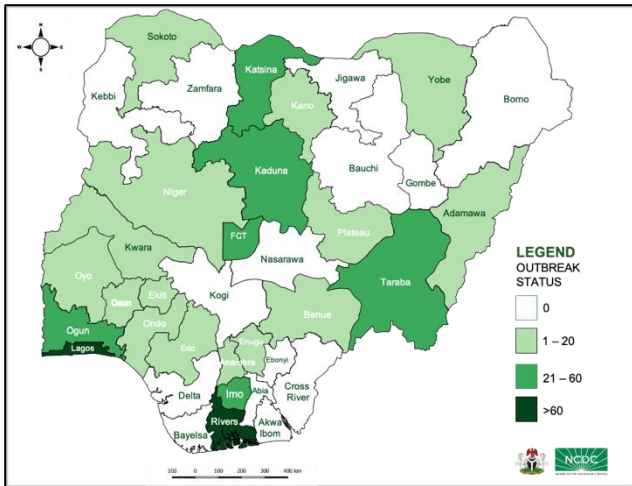 N
W
E
S
Sokoto
Katsina
Jigawa
Yobe
Borno
Kebbi
Zamfara
Kano
Kaduna
Bauchi
Gombe
Niger
Adamawa
FCT
Plateau
Kwara
Nasarawa
Taraba
Oyo
Kogi
Osun
Ekiti
Benue
Ogun
Ondo
Lagos
Edo
Enugu
Anambra
Ebonyi
Delta
Imo
Abia
Cross
River
Rivers
Akwa
Ibom
Bayelsa
LEGEND
OUTBREAK
STATUS
0
1 – 20
21 – 60
>60
100 0 100 200 300 400 km
NCDC